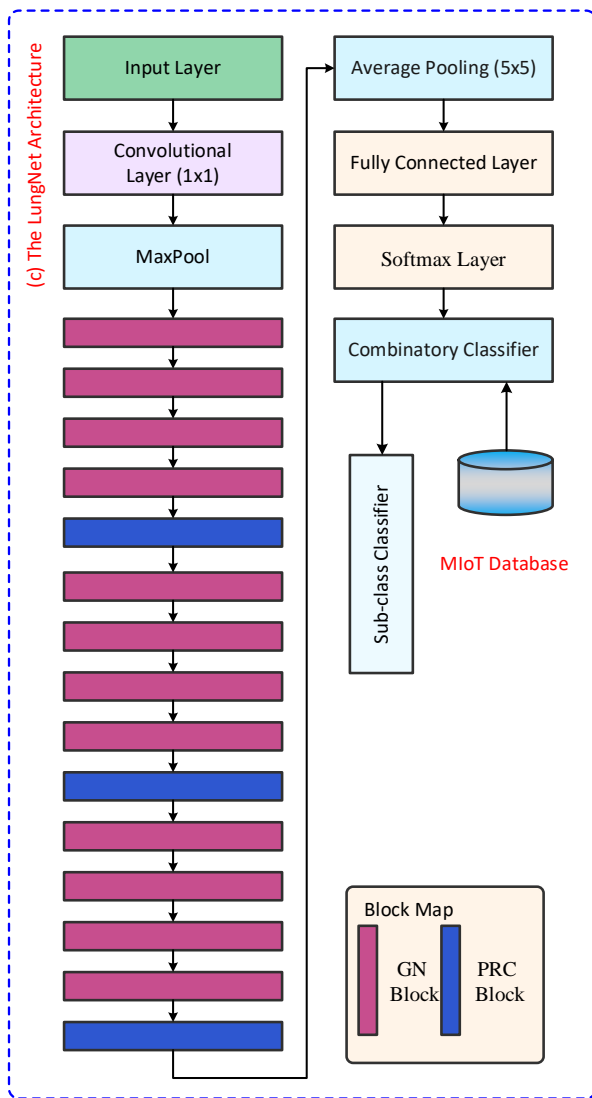 (c) The LungNet Architecture
Input Layer
Convolutional
Layer (1x1)
MaxPool
Average Pooling (5x5)
Fully Connected Layer
Softmax Layer
Combinatory Classifier
Sub-class Classifier
MIoT Database
Block Map
GN
Block
PRC
Block